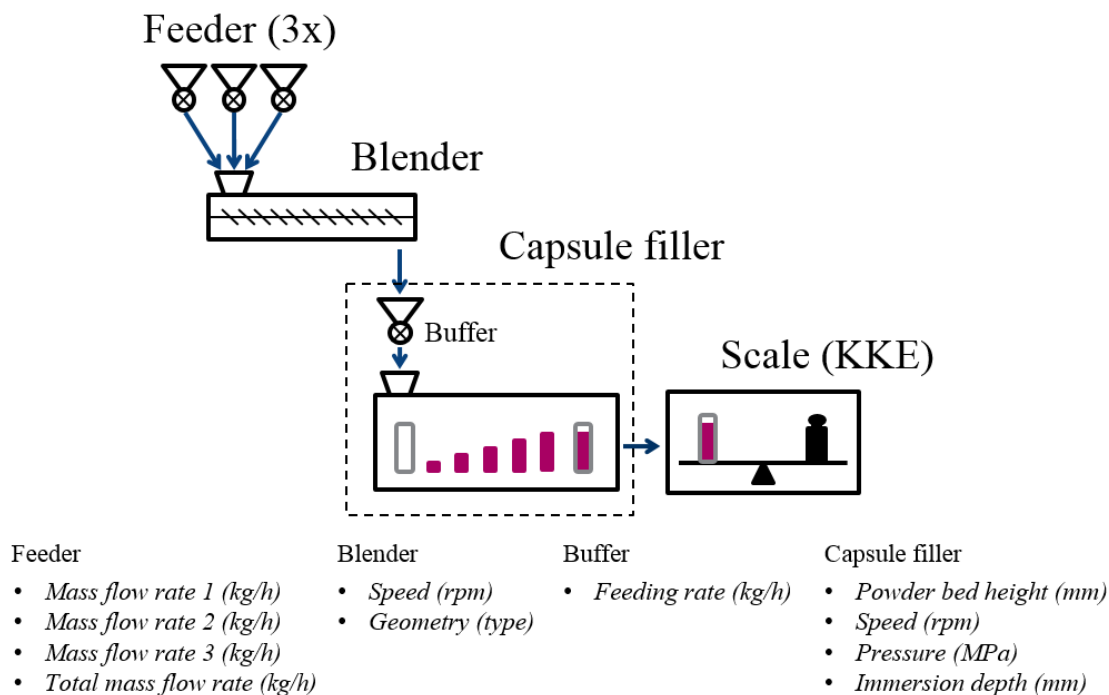 Feeder (3x)
Blender
Capsule filler
Buffer
Scale (KKE)
Feeder
• Mass flow rate 1 (kg/h)
• Mass flow rate 2 (kg/h)
• Mass flow rate 3 (kg/h)
• Total mass flow rate (kg/h)
Blender
• Speed (rpm)
• Geometry (type)
Buffer
• Feeding rate (kg/h)
Capsule filler
• Powder bed height (mm)
• Speed (rpm)
• Pressure (MPa)
• Immersion depth (mm)